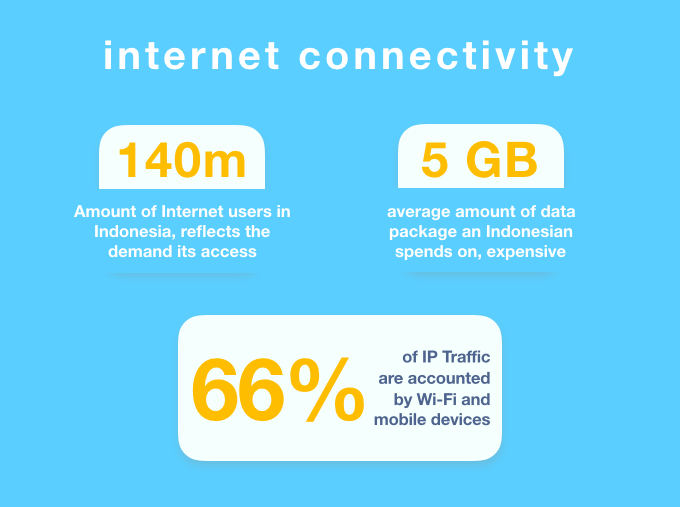 internet connectivity
140m
Amount of Internet users in
Indonesia, reflects the
demand its access
5 GB
average amount of data
package an Indonesian
spends on, expensive
66%
of IP Traffic
are accounted
by Wi-Fi and
mobile devices